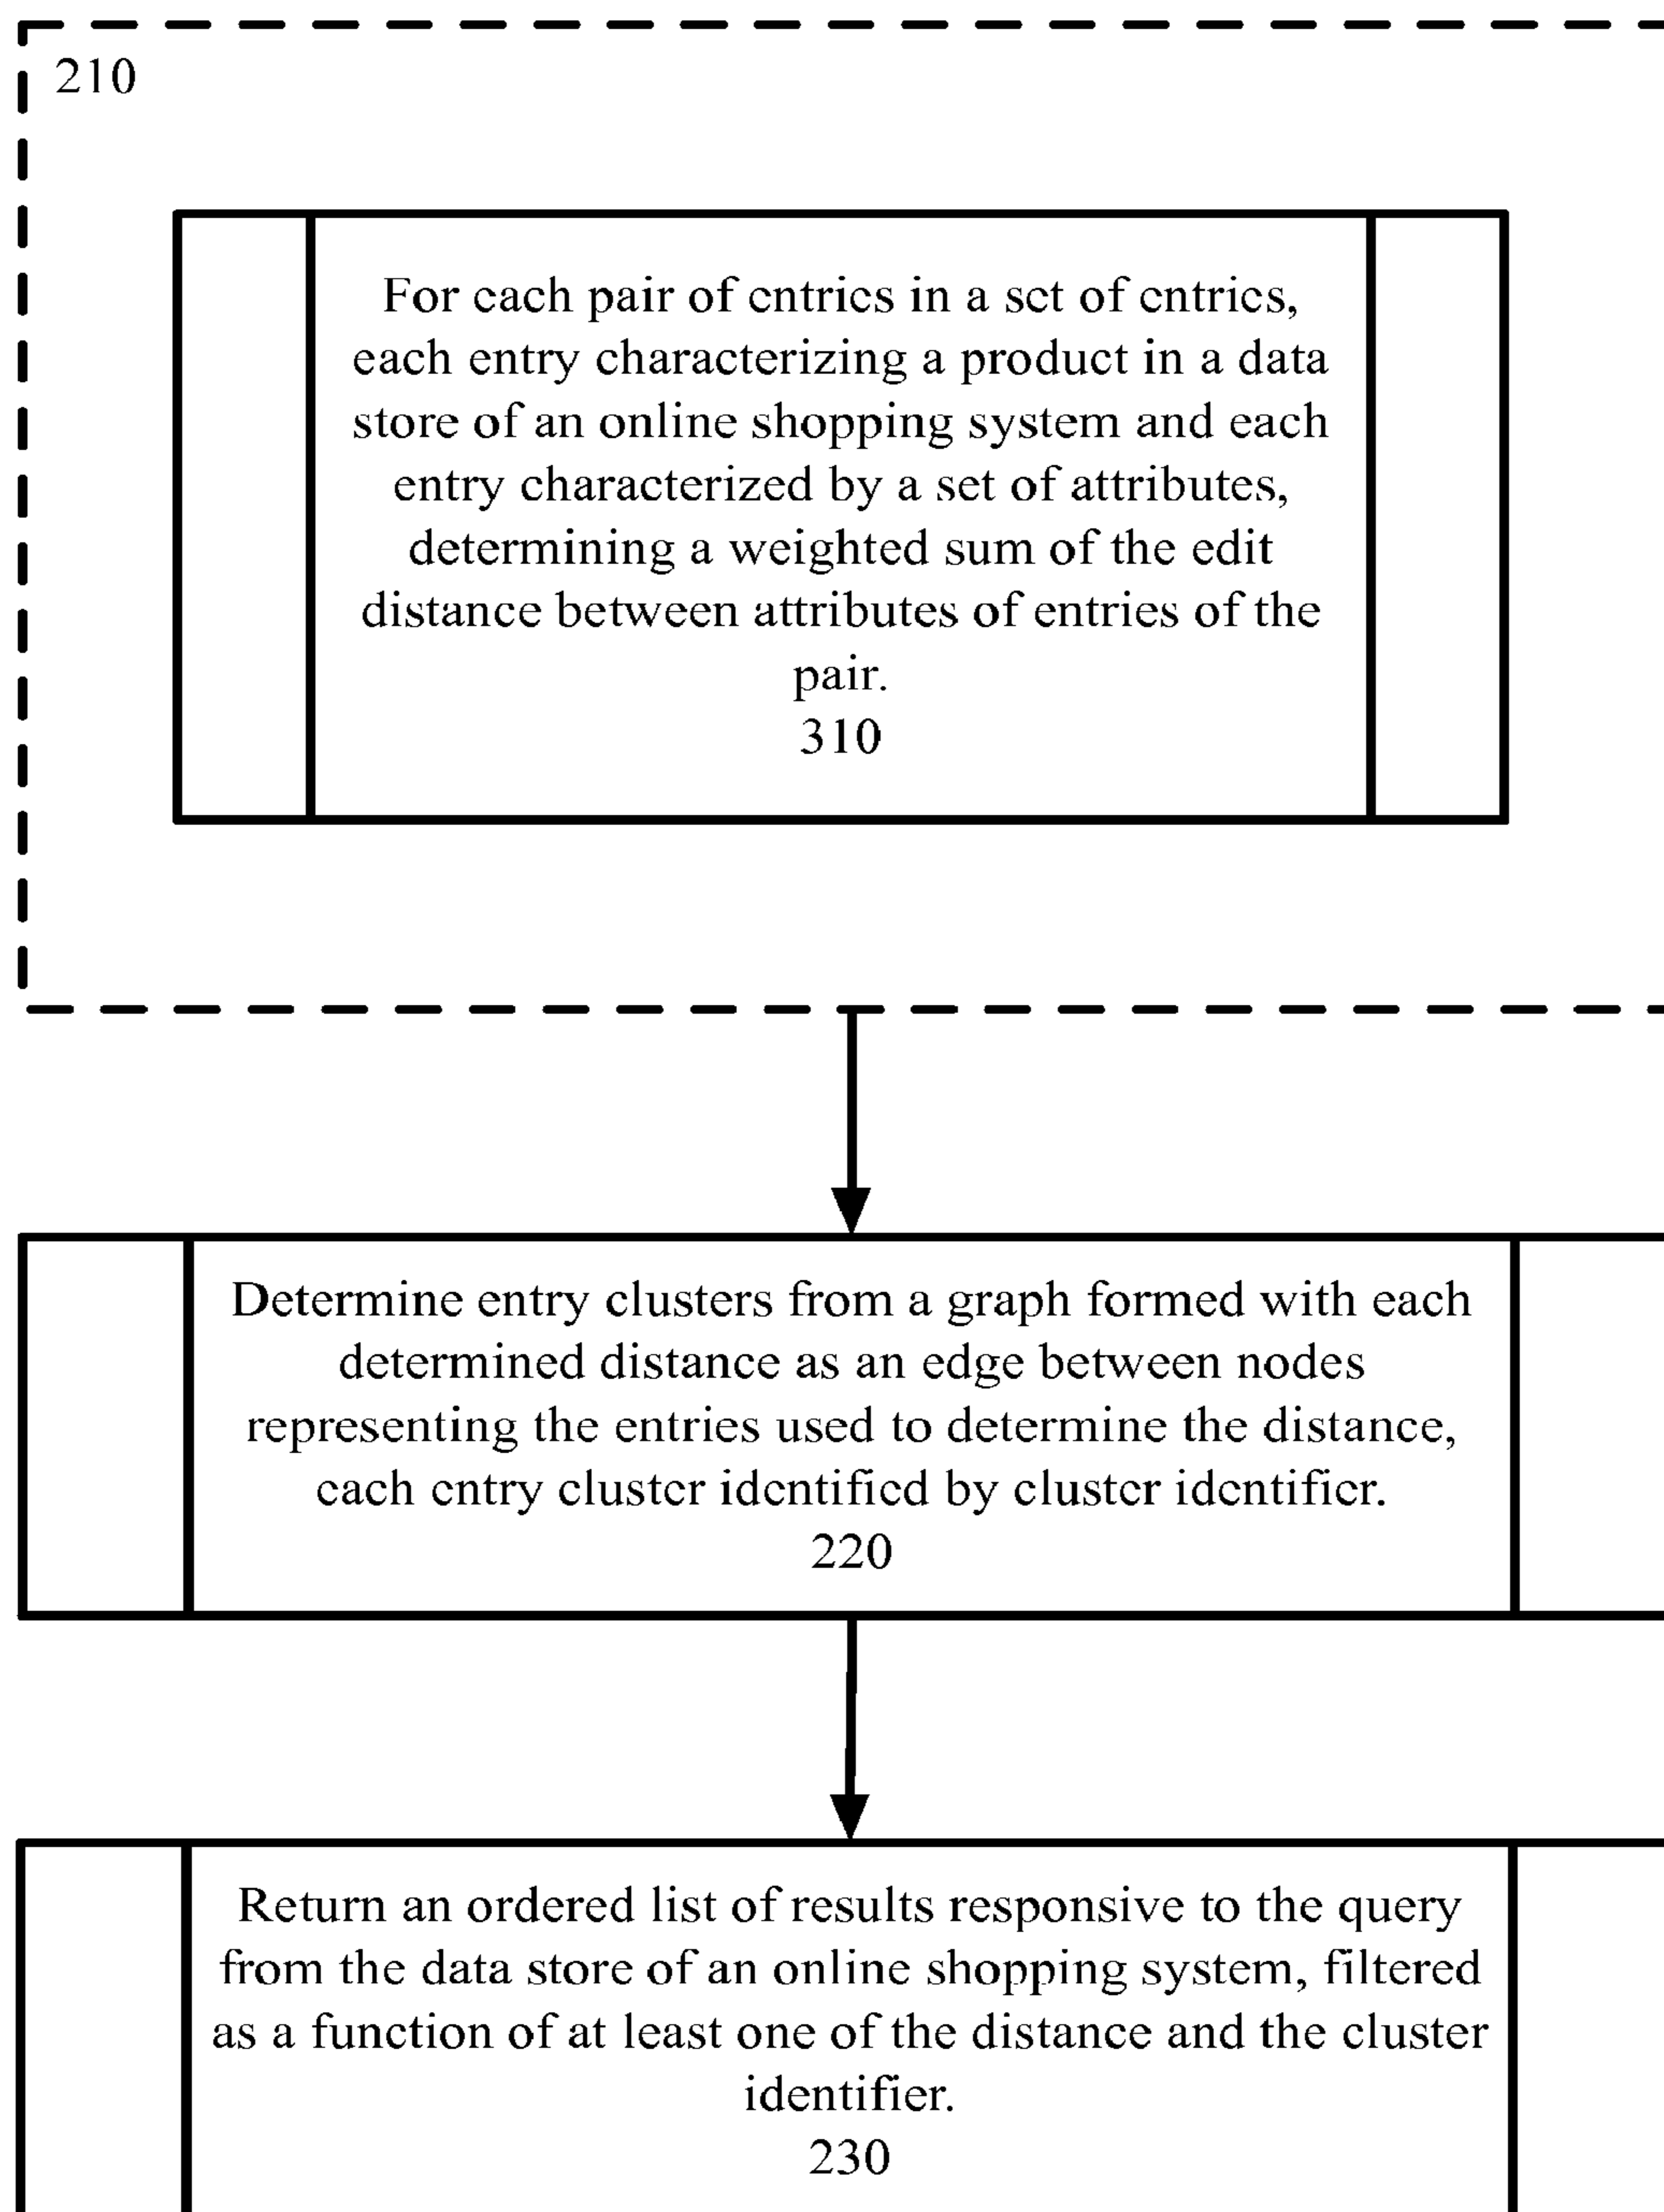 210
For each pair of entries in a set of entries,
each entry characterizing a product in a data
store of an online shopping system and each
entry characterized by a set of attributes,
determining a weighted sum of the edit
distance between attributes of entries of the
pair.
310
Determine entry clusters from a graph formed with each
determined distance as an edge between nodes
representing the entries used to determine the distance,
each entry cluster identified by cluster identifier.
220
Return an ordered list of results responsive to the query
from the data store of an online shopping system, filtered
as a function of at least one of the distance and the cluster
identifier.
230